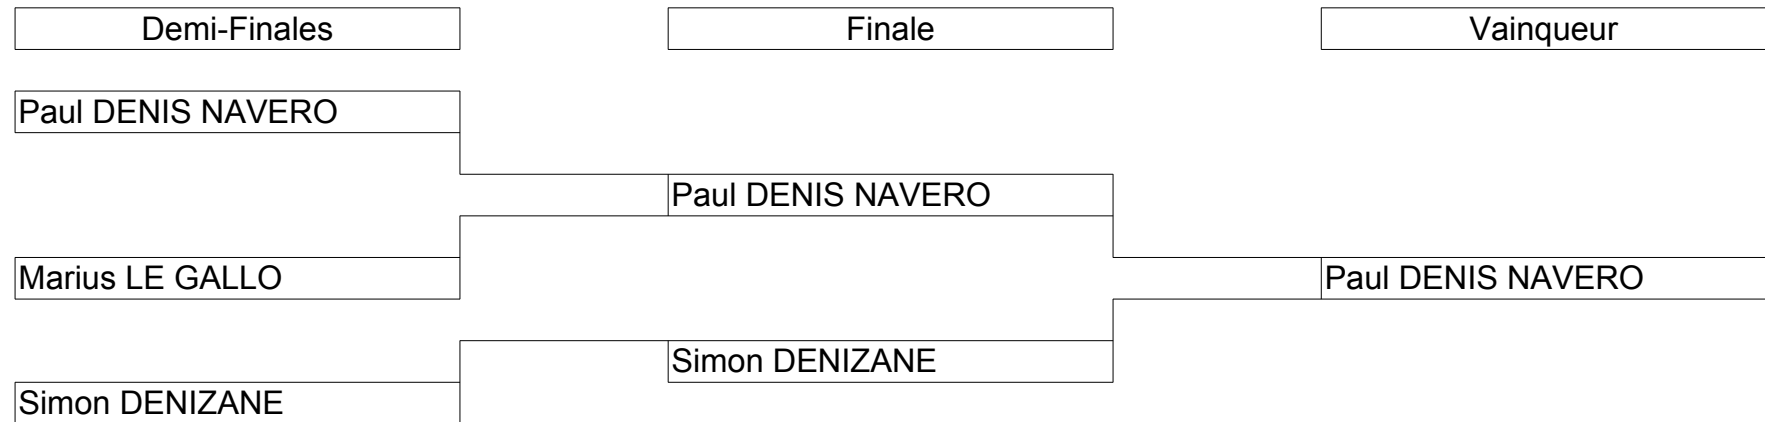 Demi-Finales Finale Vainqueur
Paul DENIS NAVERO
Paul DENIS NAVERO
Marius LE GALLO Paul DENIS NAVERO
Simon DENIZANE
Simon DENIZANE